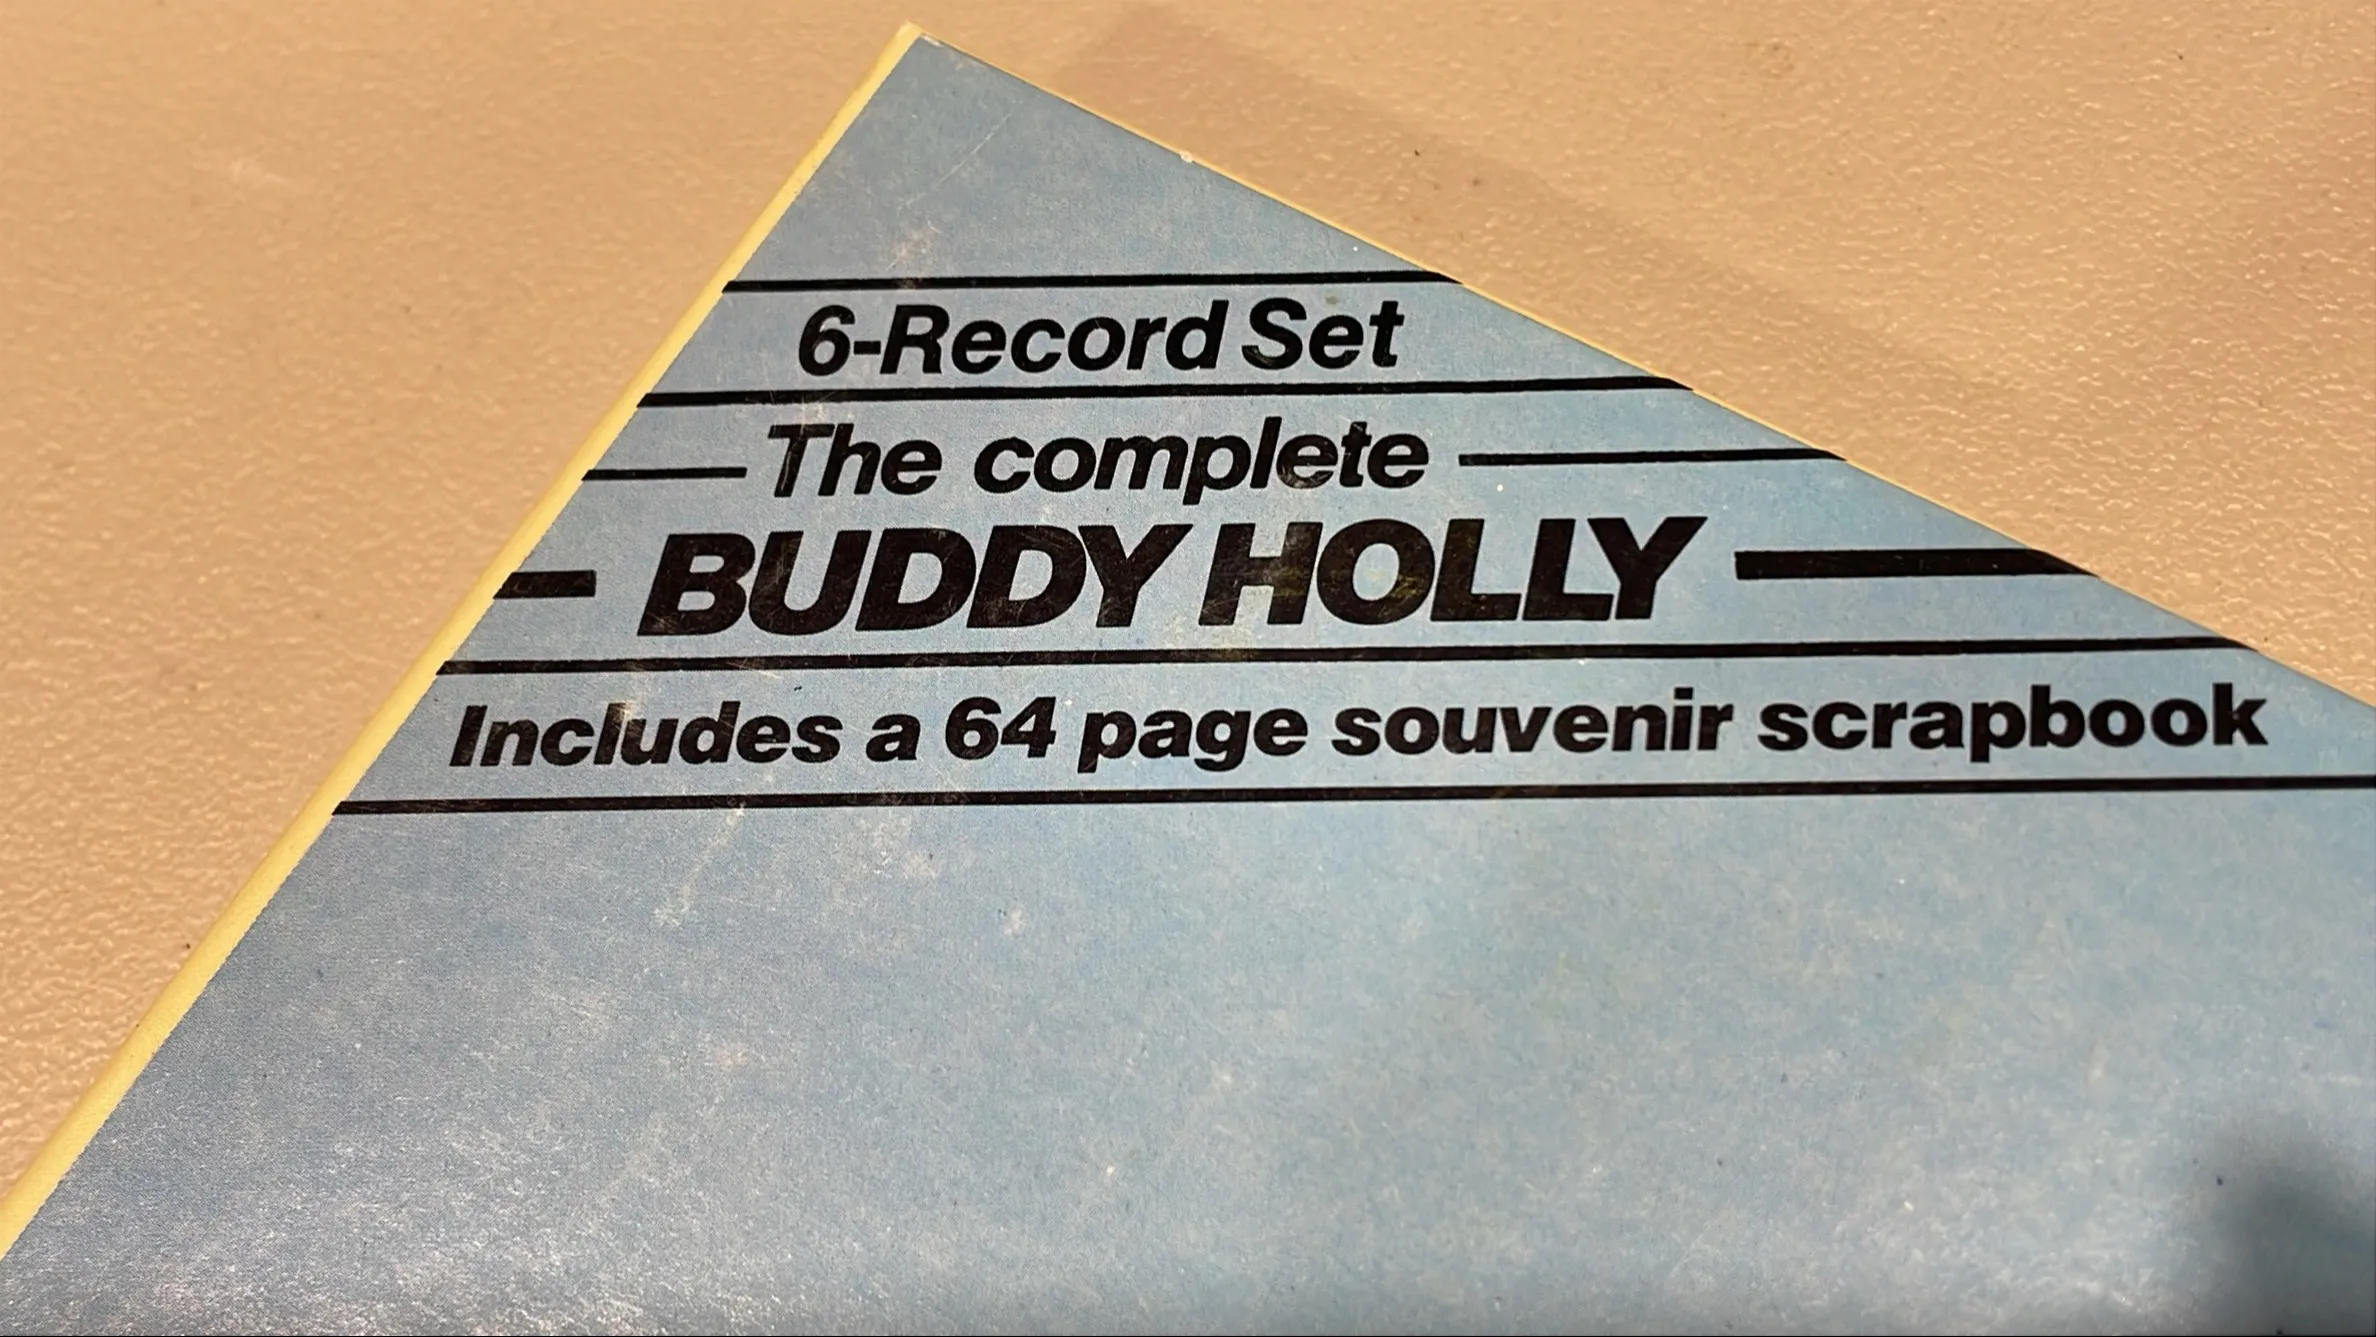 6-Record Set
The complete
BUDDY HOLLY
Includes a 64 page souvenir scrapbook